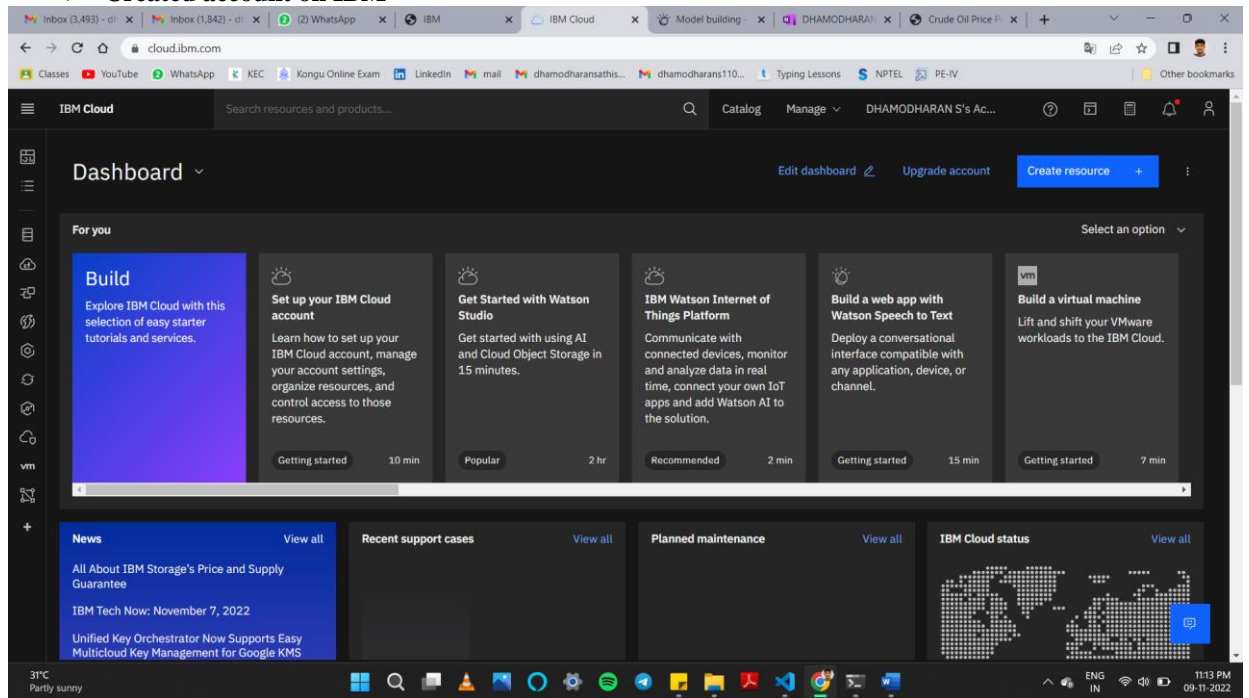 Created account on IBM
Inbox (3,493) - dh
Inbox (1,842) - dh
(2) WhatsApp
IBM
IBM Cloud
Model building -
DHAMODHARAN
Crude Oil Price P
cloud.ibm.com
Classes
YouTube
WhatsApp
KEC
Kongu Online Exam
LinkedIn
mail
dhamodharansathis...
dhamodharans110...
Typing Lessons
NPTEL
PE-IV
Other bookmarks
IBM Cloud
Search resources and products...
Catalog
Manage
DHAMODHARAN S's Ac...
Dashboard
Edit dashboard
Upgrade account
Create resource +
For you
Select an option
Build
Explore IBM Cloud with this
selection of easy starter
tutorials and services.
Set up your IBM Cloud
account
Learn how to set up your
IBM Cloud account, manage
your account settings,
organize resources, and
control access to those
resources.
Getting started
10 min
Get Started with Watson
Studio
Get started with using AI
and Cloud Object Storage in
15 minutes.
Popular
2 hr
IBM Watson Internet of
Things Platform
Communicate with
connected devices, monitor
and analyze data in real
time, connect your own IoT
apps and add Watson AI to
the solution.
Recommended
2 min
Build a web app with
Watson Speech to Text
Deploy a conversational
interface compatible with
any application, device, or
channel.
Getting started
15 min
vm
Build a virtual machine
Lift and shift your VMware
workloads to the IBM Cloud.
Getting started
7 min
vm
News
View all
All About IBM Storage's Price and Supply
Guarantee
IBM Tech Now: November 7, 2022
Unified Key Orchestrator Now Supports Easy
Multicloud Key Management for Google KMS
Recent support cases
View all
Planned maintenance
View all
IBM Cloud status
View all
31°C
Partly sunny
ENG
IN
11:13 PM
09-11-2022